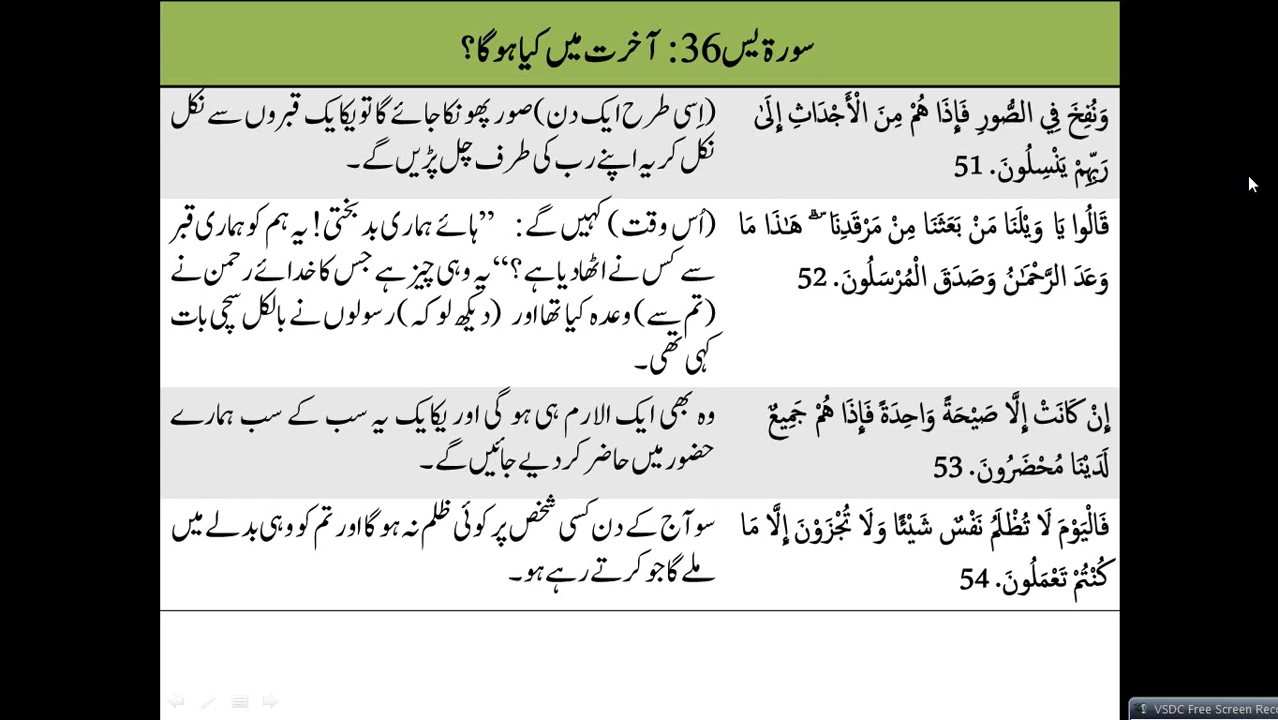 سورۃ یس36: آخرت میں کیا ہو گا؟
وَنُفِخَ فِي الصُّورِ فَإِذَا هُمْ مِنَ الْأَجْدَاثِ إِلَىٰ
رَبِّهِمْ يَنْسِلُونَ. 51
(اِسی طرح ایک دن) صور پھونکا جائے گا تو یکایک قبروں سے نکل
نکل کر یہ اپنے رب کی طرف چل پڑیں گے۔
قَالُوا يَا وَيْلَنَا مَنْ بَعَثَنَا مِنْ مَرْقَدِنَا ۜ ۗ هَٰذَا مَا
وَعَدَ الرَّحْمَٰنُ وَصَدَقَ الْمُرْسَلُونَ. 52
(اُس وقت) کہیں گے: ”ہائے ہماری بدبختی! یہ ہم کو ہماری قبر
سے کس نے اٹھا دیا ہے؟“ یہ وہی چیز ہے جس کا خدائے رحمن نے
(تم سے) وعدہ کیا تھا اور (دیکھ لو کہ) رسولوں نے بالکل سچی بات
کہی تھی۔
إِنْ كَانَتْ إِلَّا صَيْحَةً وَاحِدَةً فَإِذَا هُمْ جَمِيعٌ
لَدَيْنَا مُحْضَرُونَ. 53
وہ بھی ایک الارم ہی ہو گی اور یکایک یہ سب کے سب ہمارے
حضور میں حاضر کر دیے جائیں گے۔
فَالْيَوْمَ لَا تُظْلَمُ نَفْسٌ شَيْئًا وَلَا تُجْزَوْنَ إِلَّا مَا
كُنْتُمْ تَعْمَلُونَ. 54
سو آج کے دن کسی شخص پر کوئی ظلم نہ ہو گا اور تم کو وہی بدلے میں
ملے گا جو کرتے رہے ہو۔
VSDC Free Screen Reco